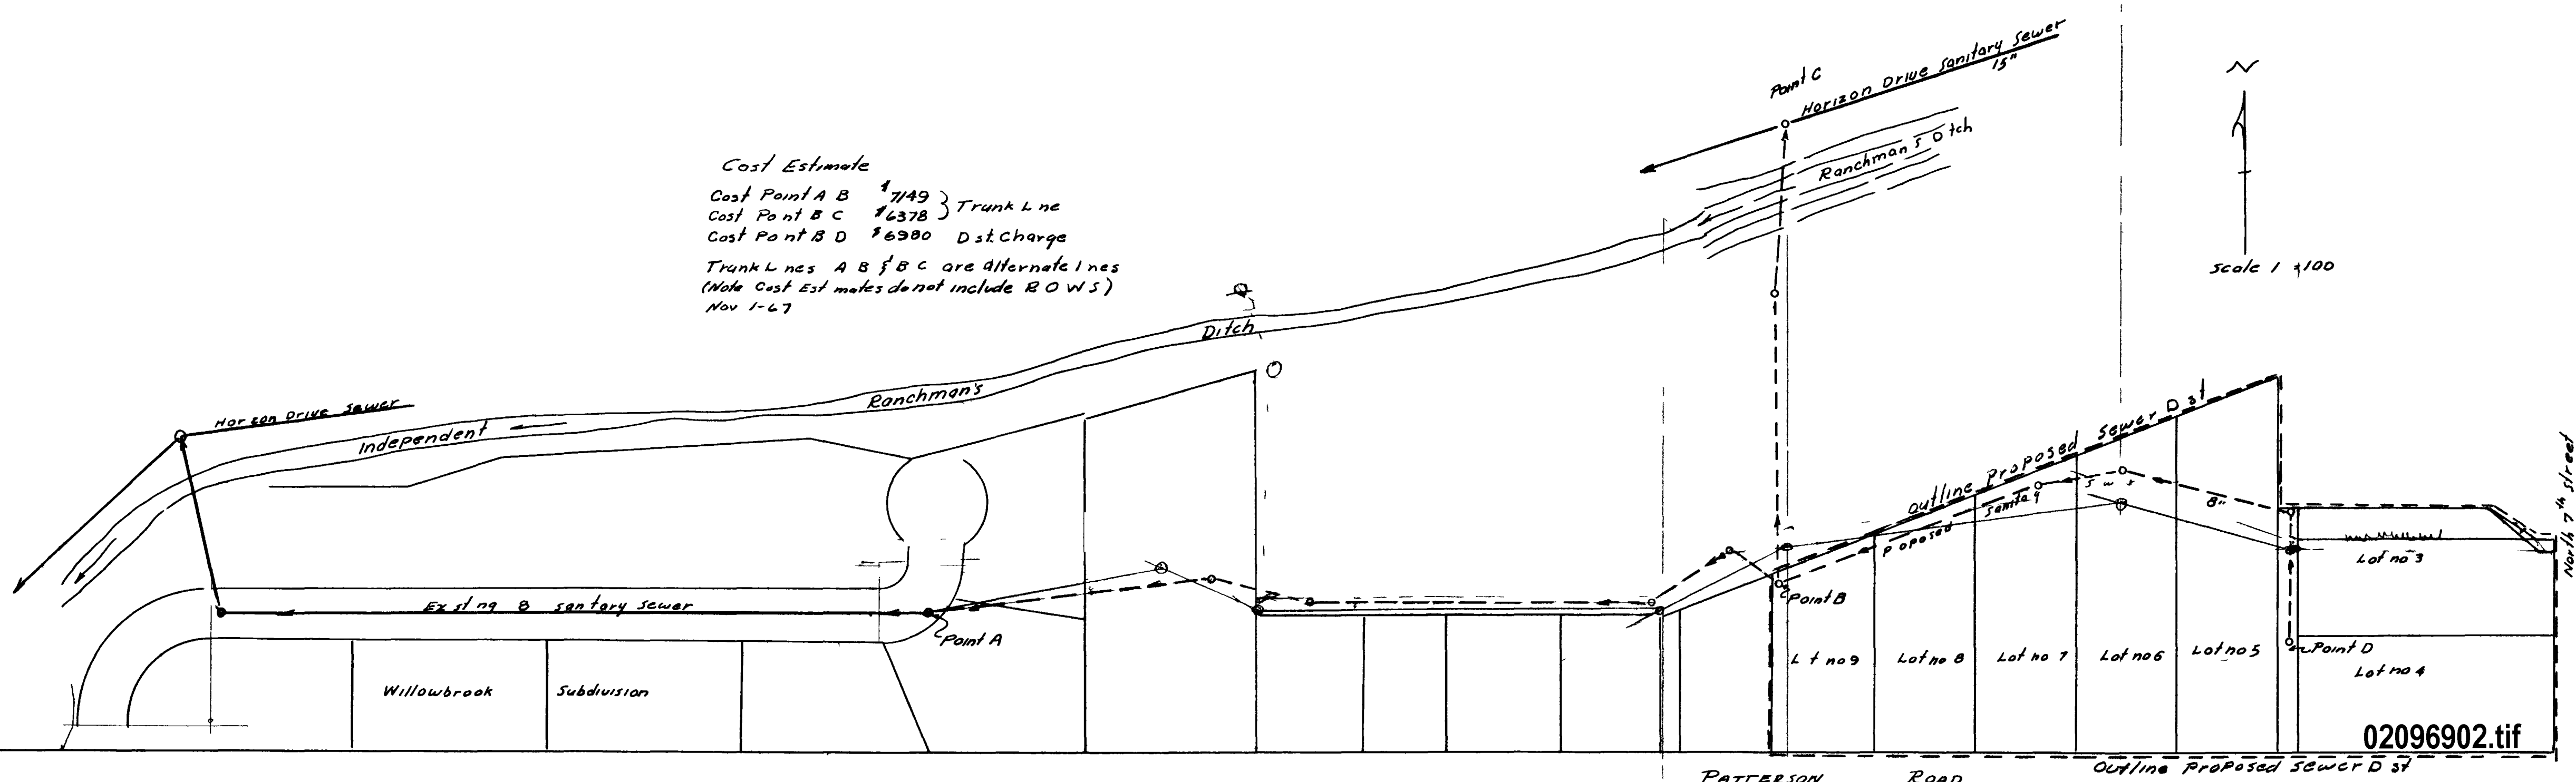 Point C
Horizon Drive Sanitary Sewer
15"
Ranchman's D tch
N
Scale 1 100
Cost Estimate
Cost Point A B $7149 } Trunk L ne
Cost Po nt B C $6378
Cost Po nt B D $6980 D st. Charge
Trunk L nes A B & B C are Alternate l nes
(Note Cost Est mates do not include R O W S)
Nov 1-67
Ditch
Ranchman's
Independent
Hor zon Drive Sewer
Outline Proposed Sewer D st
Proposed Sanita y
8"
North 7th Street
Lot no 3
Ex st ng 8 sanitary sewer
Point A
Point B
Point D
Willowbrook Subdivision
L t no 9
Lot no 8
Lot no 7
Lot no 6
Lot no 5
Lot no 4
02096902.tif
Outline Proposed Sewer D st
PATTERSON ROAD